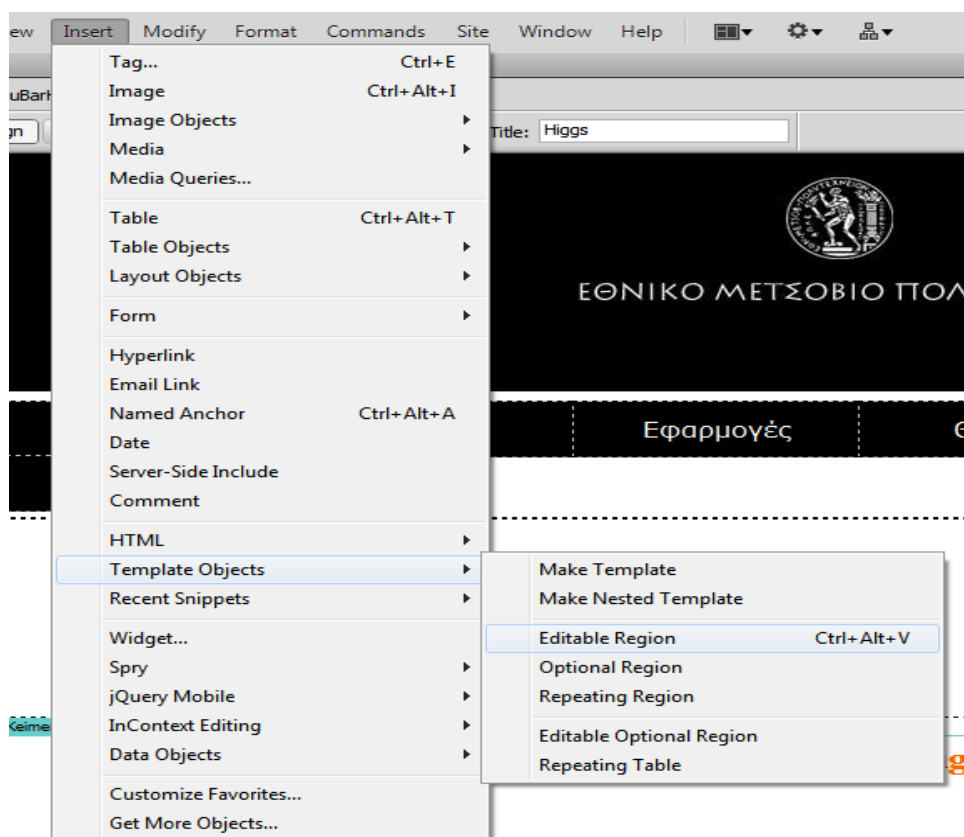 ew Insert Modify Format Commands Site Window Help
Tag... Ctrl+E
uBarH
Image Ctrl+Alt+I
Image Objects
gn
Title: Higgs
Media
Media Queries...
Table Ctrl+Alt+T
Table Objects
Layout Objects
ΕΘΝΙΚΟ ΜΕΤΣΟΒΙΟ ΠΟΛ
Form
Hyperlink
Email Link
Named Anchor Ctrl+Alt+A
Εφαρμογές
Date
Server-Side Include
Comment
HTML
Template Objects
Recent Snippets
Make Template
Make Nested Template
Editable Region Ctrl+Alt+V
Optional Region
Repeating Region
Editable Optional Region
Repeating Table
Widget...
Spry
jQuery Mobile
Keime
InContext Editing
Data Objects
g
Customize Favorites...
Get More Objects...